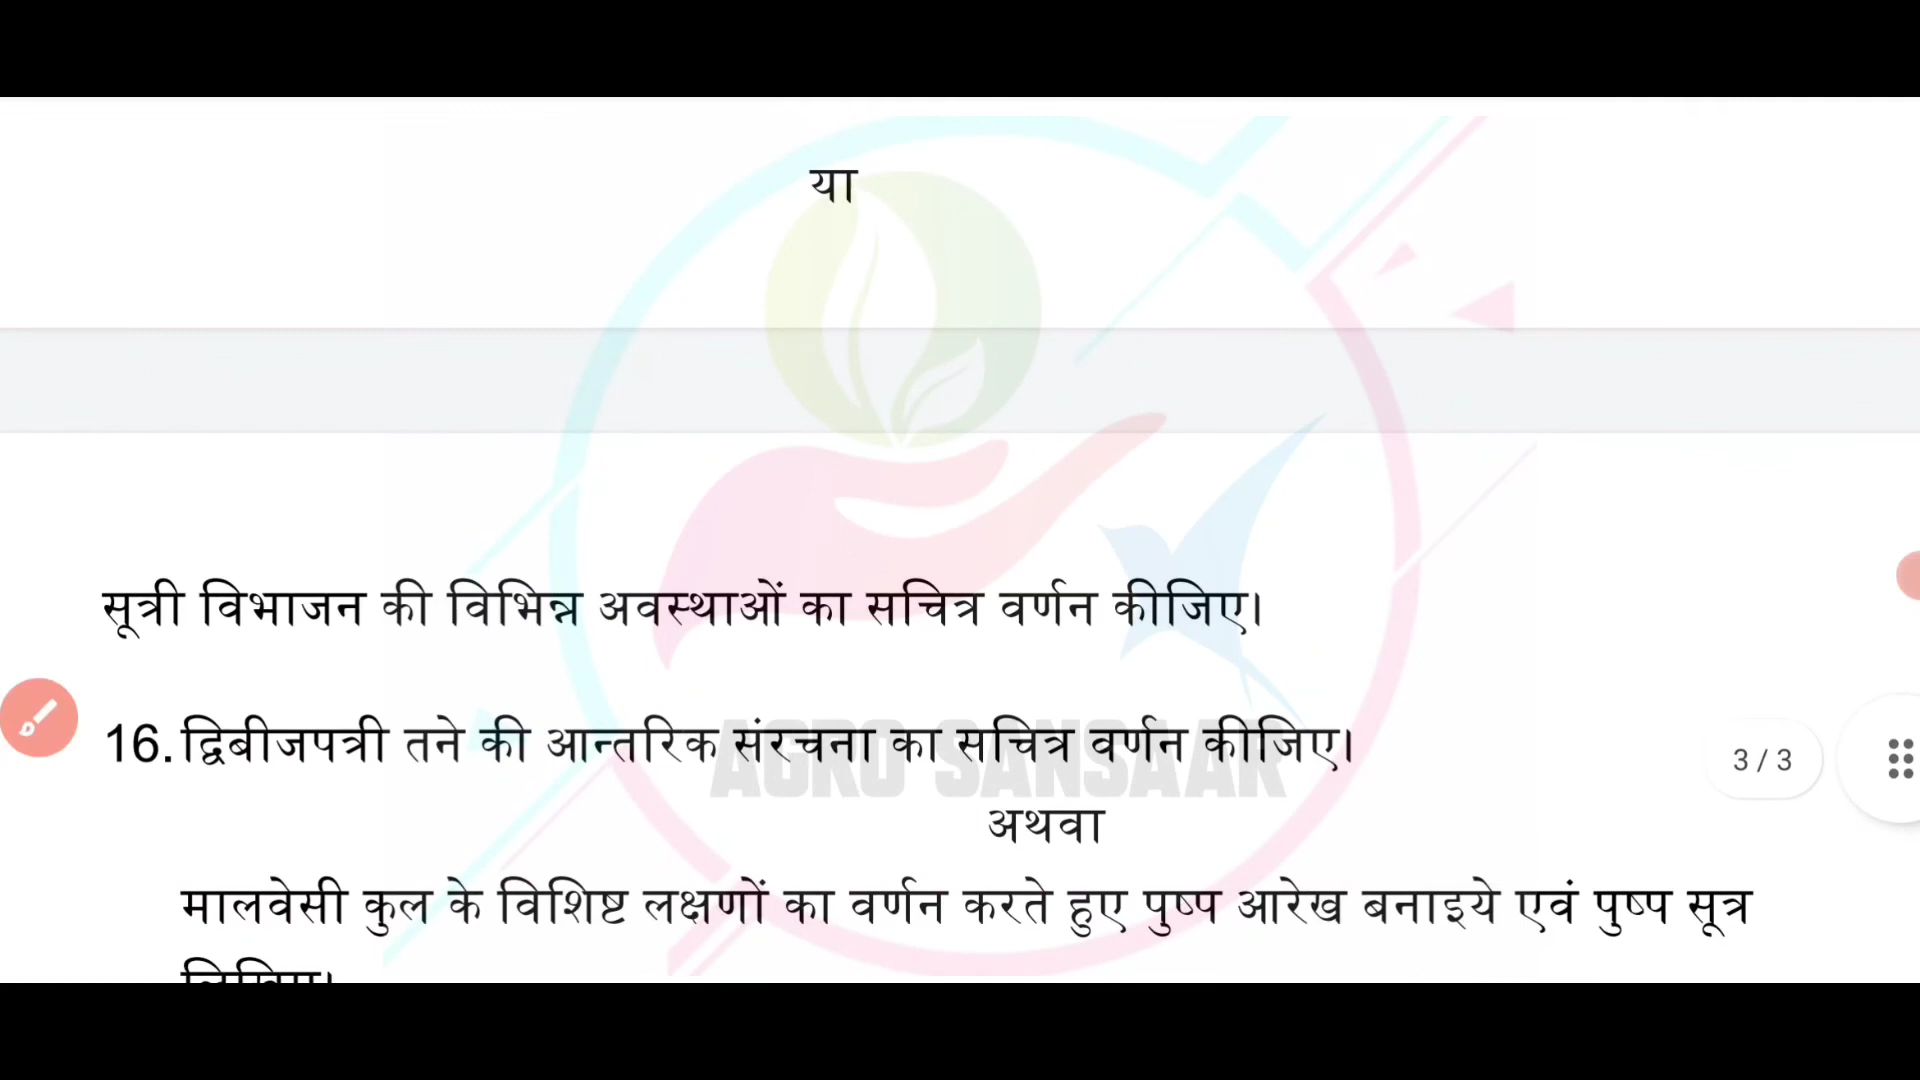 या
सूत्री विभाजन की विभिन्न अवस्थाओं का सचित्र वर्णन कीजिए।
16. द्विबीजपत्री तने की आन्तरिक संरचना का सचित्र वर्णन कीजिए।
3 / 3
AGRO SANSAAR
अथवा
मालवेसी कुल के विशिष्ट लक्षणों का वर्णन करते हुए पुष्प आरेख बनाइये एवं पुष्प सूत्र
लिखिए।